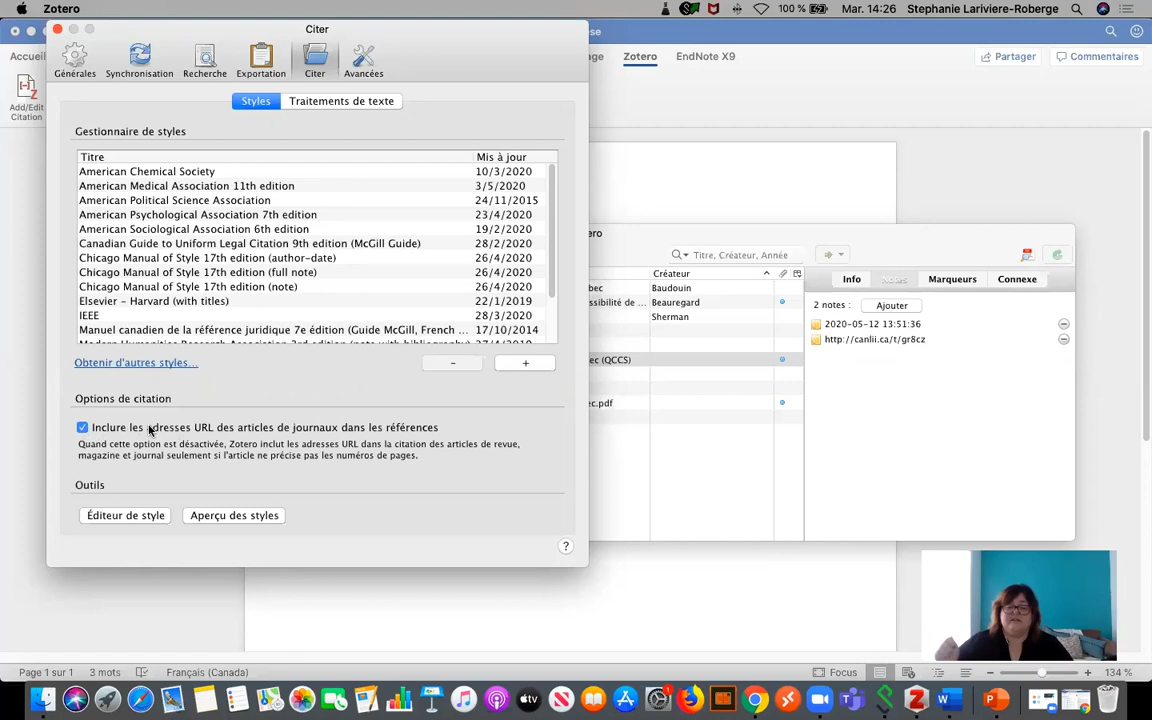 Zotero
100 %
Mar. 14:26
Stephanie Lariviere-Roberge
Citer
Accueil
Zotero
EndNote X9
Partager
Commentaires
Add/Edit
Citation
Générales
Synchronisation
Recherche
Exportation
Citer
Avancées
Styles
Traitements de texte
Gestionnaire de styles
Titre
Mis à jour
American Chemical Society
10/3/2020
American Medical Association 11th edition
3/5/2020
American Political Science Association
24/11/2015
American Psychological Association 7th edition
23/4/2020
American Sociological Association 6th edition
19/2/2020
Canadian Guide to Uniform Legal Citation 9th edition (McGill Guide)
28/2/2020
Chicago Manual of Style 17th edition (author-date)
26/4/2020
Chicago Manual of Style 17th edition (full note)
26/4/2020
Chicago Manual of Style 17th edition (note)
26/4/2020
Elsevier - Harvard (with titles)
22/1/2019
IEEE
28/3/2020
Manuel canadien de la référence juridique 7e édition (Guide McGill, French ...
17/10/2014
Obtenir d'autres styles...
-
+
Options de citation
Inclure les adresses URL des articles de journaux dans les références
Quand cette option est désactivée, Zotero inclut les adresses URL dans la citation des articles de revue,
magazine et journal seulement si l'article ne précise pas les numéros de pages.
Outils
Éditeur de style
Aperçu des styles
?
Titre, Créateur, Année
Créateur
Baudouin
Beauregard
Sherman
ec (QCCS)
ec.pdf
Info
Notes
Marqueurs
Connexe
2 notes :
Ajouter
2020-05-12 13:51:36
http://canlii.ca/t/gr8cz
Page 1 sur 1
3 mots
Français (Canada)
Focus
134 %